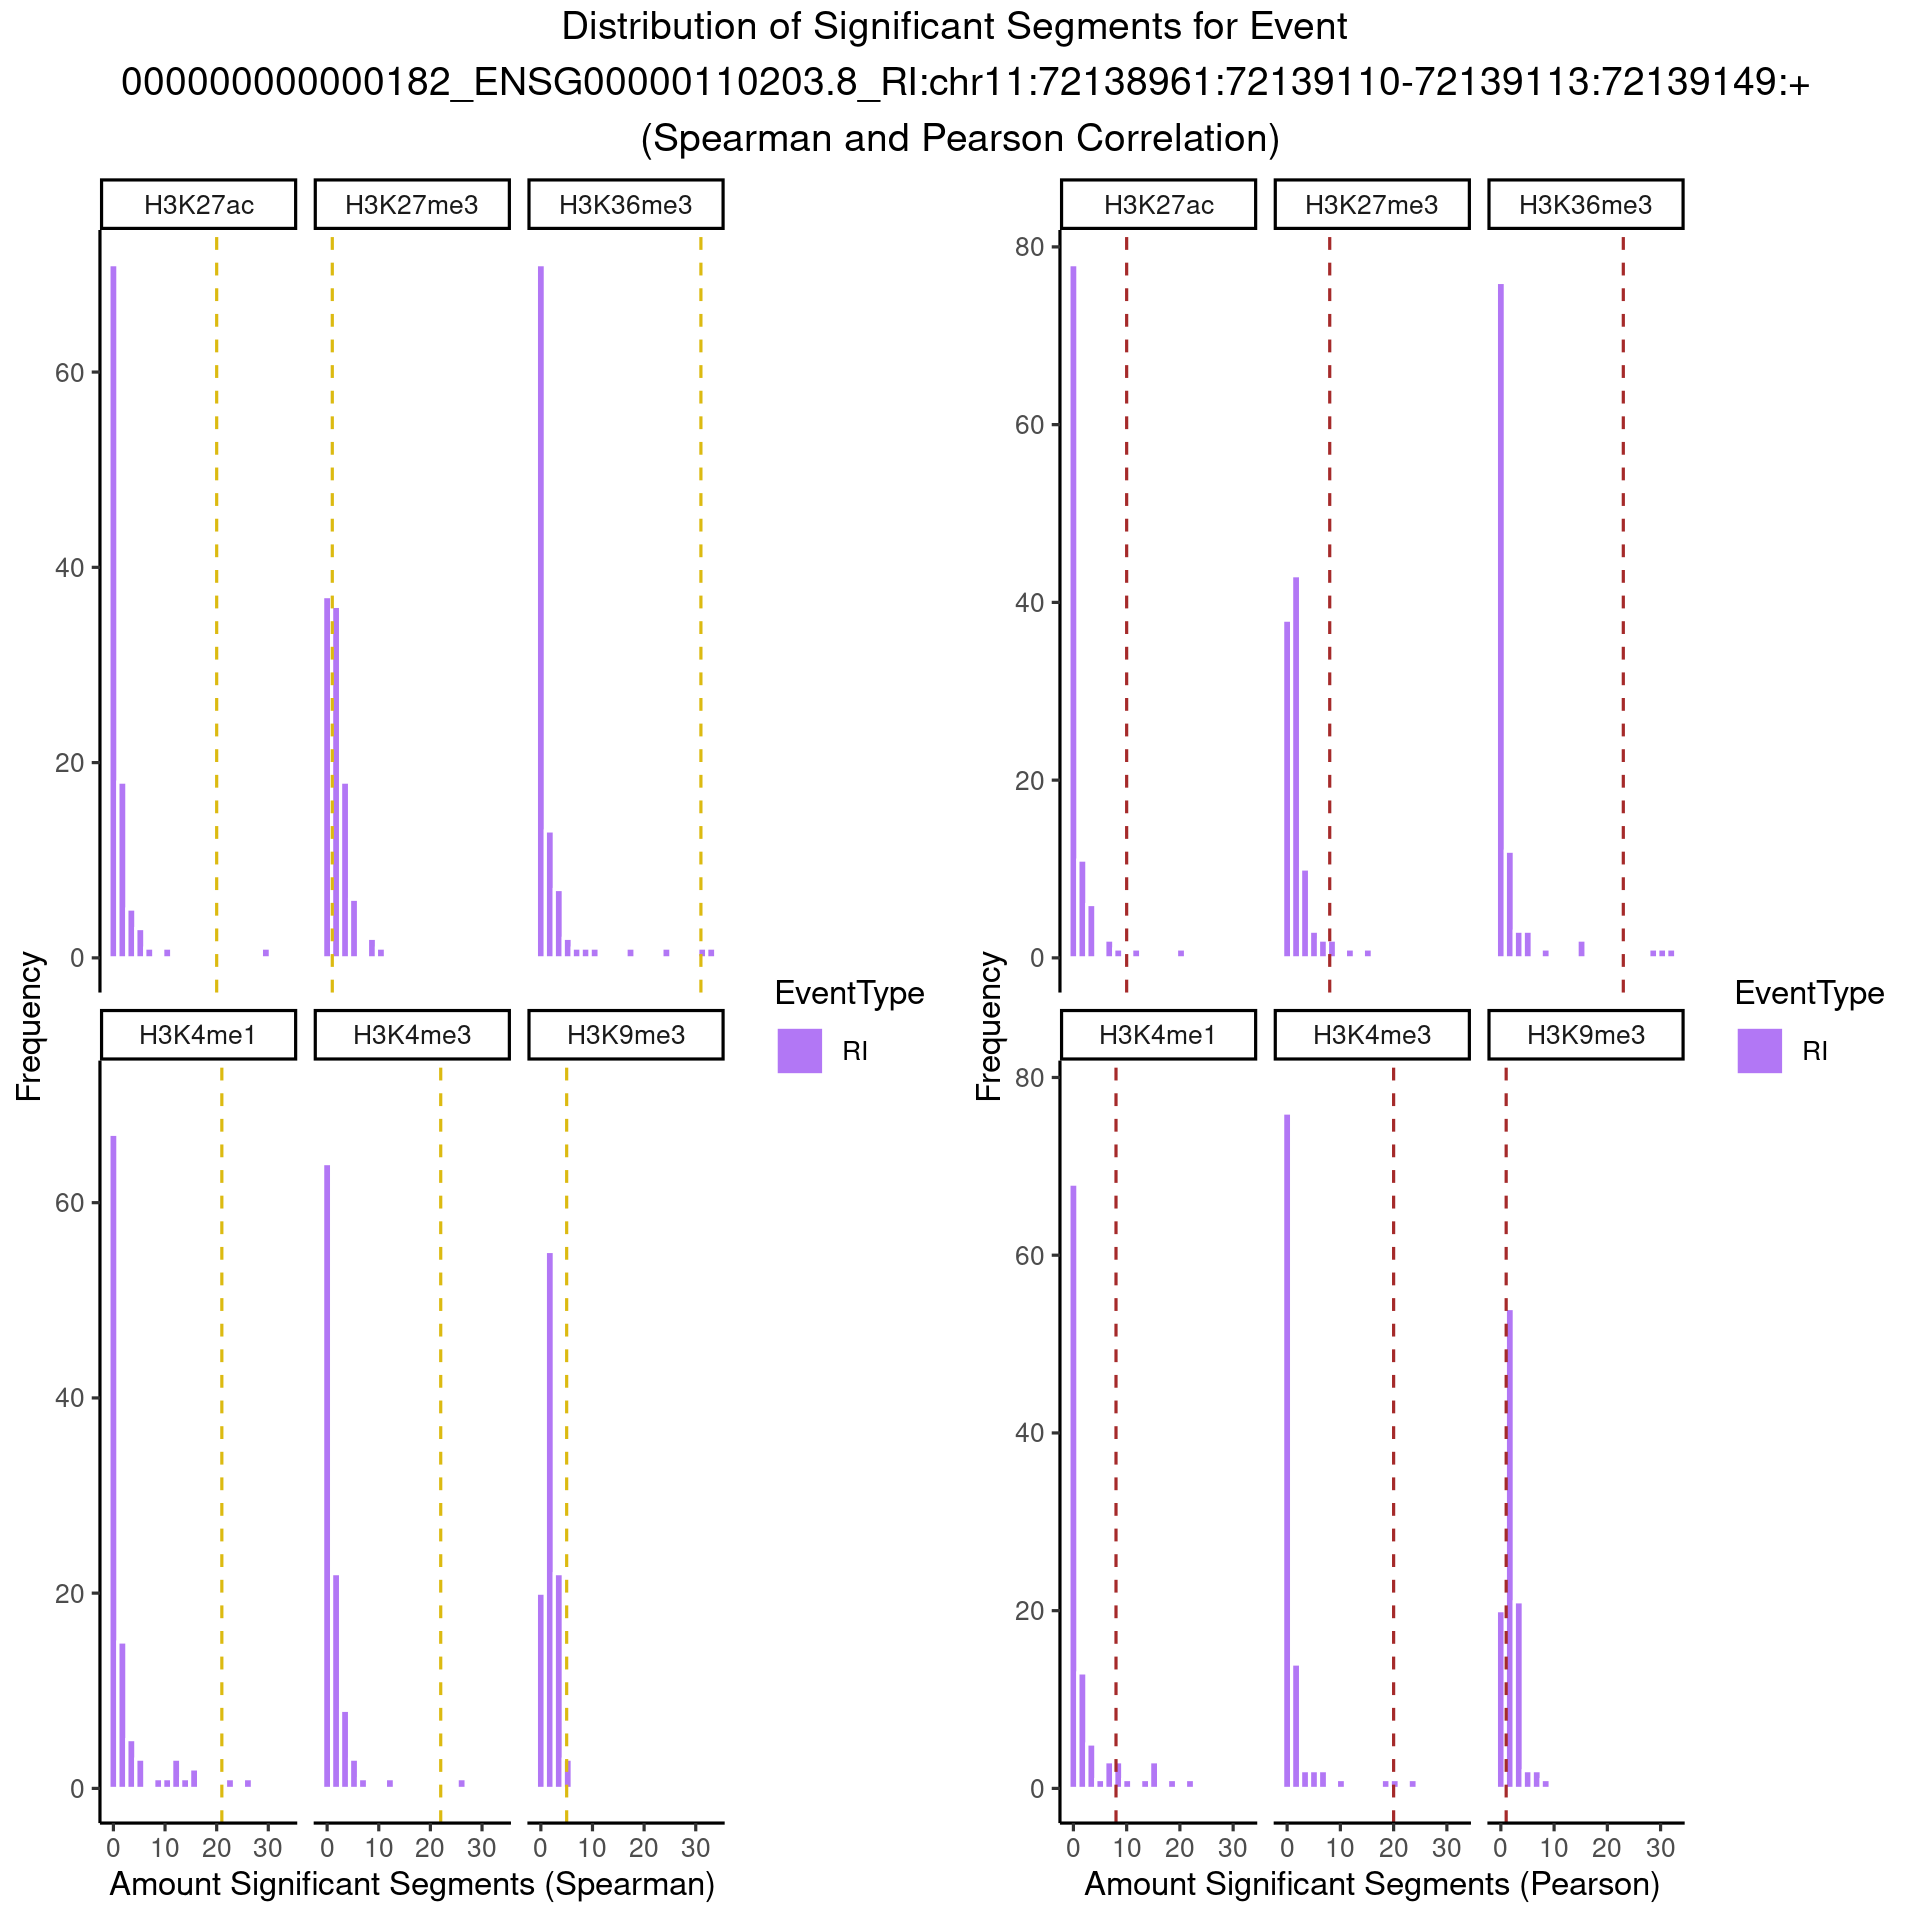 Distribution of Significant Segments for Event
000000000000182_ENSG00000110203.8_RI:chr11:72138961:72139110-72139113:72139149:+
(Spearman and Pearson Correlation)
H3K27ac H3K27me3 H3K36me3
60
40
20
0
H3K4me1 H3K4me3 H3K9me3
60
40
20
0
0 10 20 30 0 10 20 30 0 10 20 30
Frequency
Amount Significant Segments (Spearman)
EventType
RI
H3K27ac H3K27me3 H3K36me3
80
60
40
20
0
H3K4me1 H3K4me3 H3K9me3
80
60
40
20
0
0 10 20 30 0 10 20 30 0 10 20 30
Frequency
Amount Significant Segments (Pearson)
EventType
RI